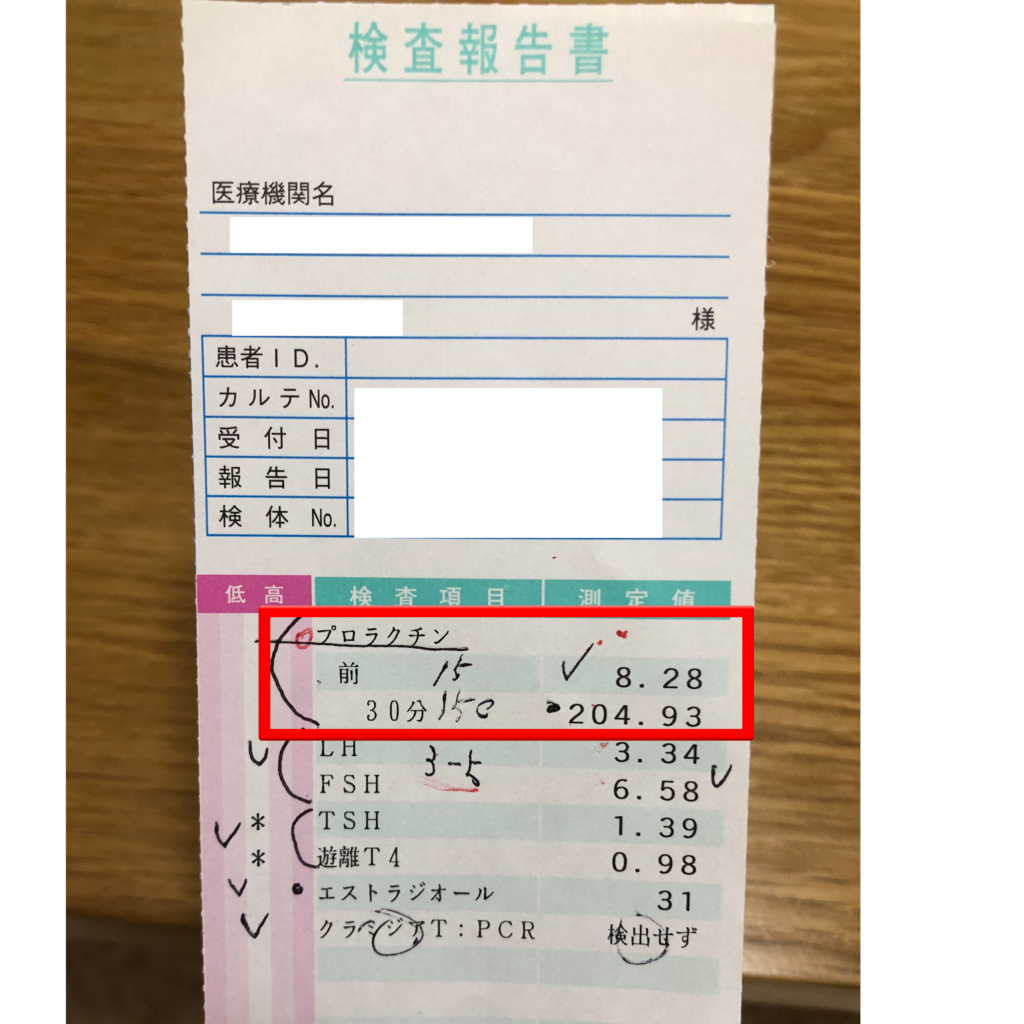 検査報告書
医療機関名
様
患者ID.
カルテNo.
受付日
報告日
検体No.
低 高 検査項目 測定値
プロラクチン
前 15 8.28
30分 150 204.93
LH 3.34
FSH 3-5 6.58
* TSH 1.39
* 遊離T4 0.98
エストラジオール 31
クラミジアT:PCR 検出せず